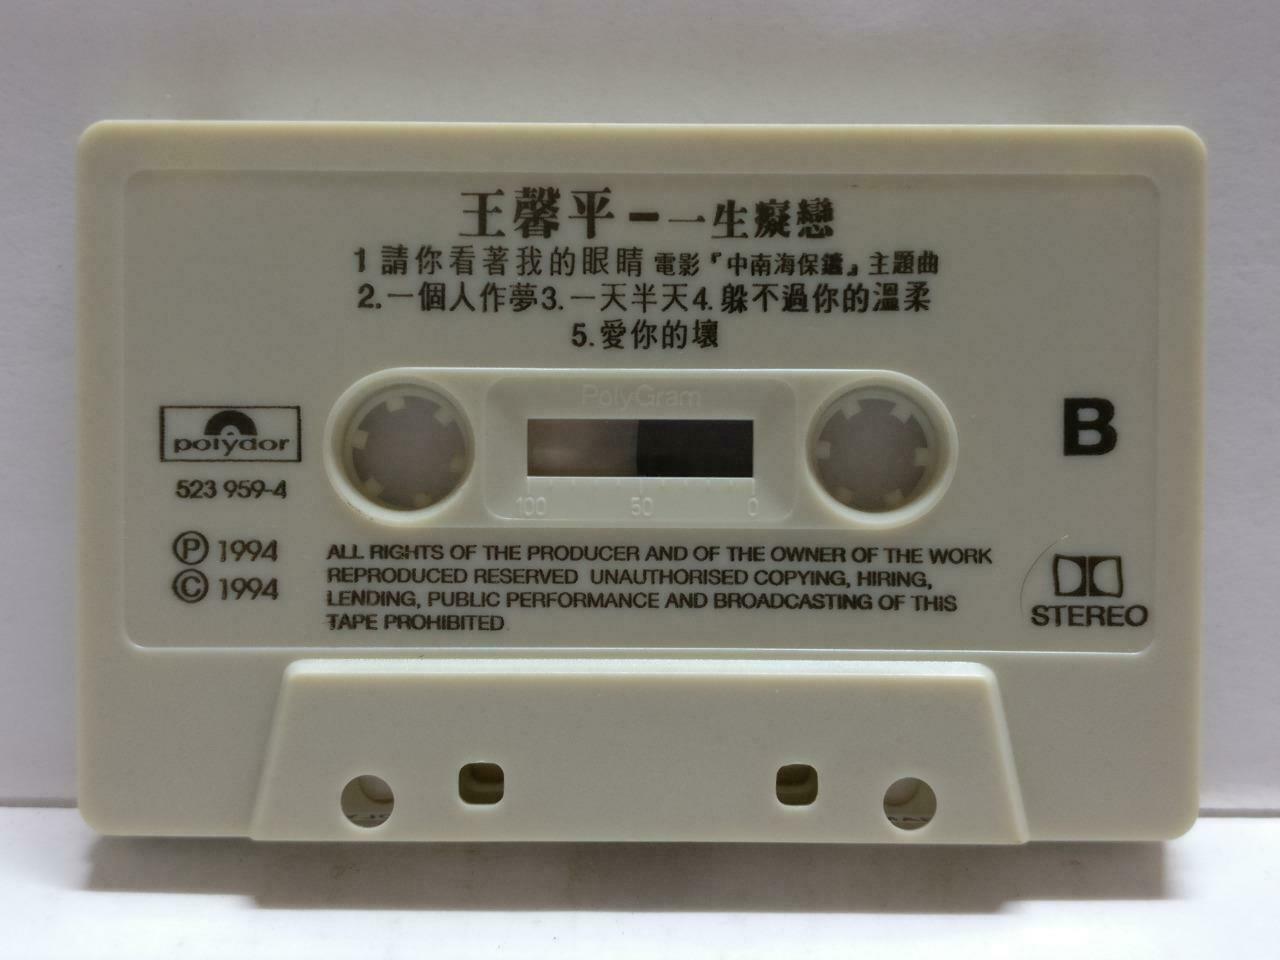 王馨平－一生癡戀
1 請你看著我的眼睛 電影『中南海保鑣』主題曲
2.一個人作夢3.一天半天4.躲不過你的溫柔
5.愛你的壞
PolyGram
polydor
523 959-4
100 50 0
B
Ⓟ 1994
© 1994
ALL RIGHTS OF THE PRODUCER AND OF THE OWNER OF THE WORK
REPRODUCED RESERVED UNAUTHORISED COPYING, HIRING,
LENDING, PUBLIC PERFORMANCE AND BROADCASTING OF THIS
TAPE PROHIBITED
STEREO